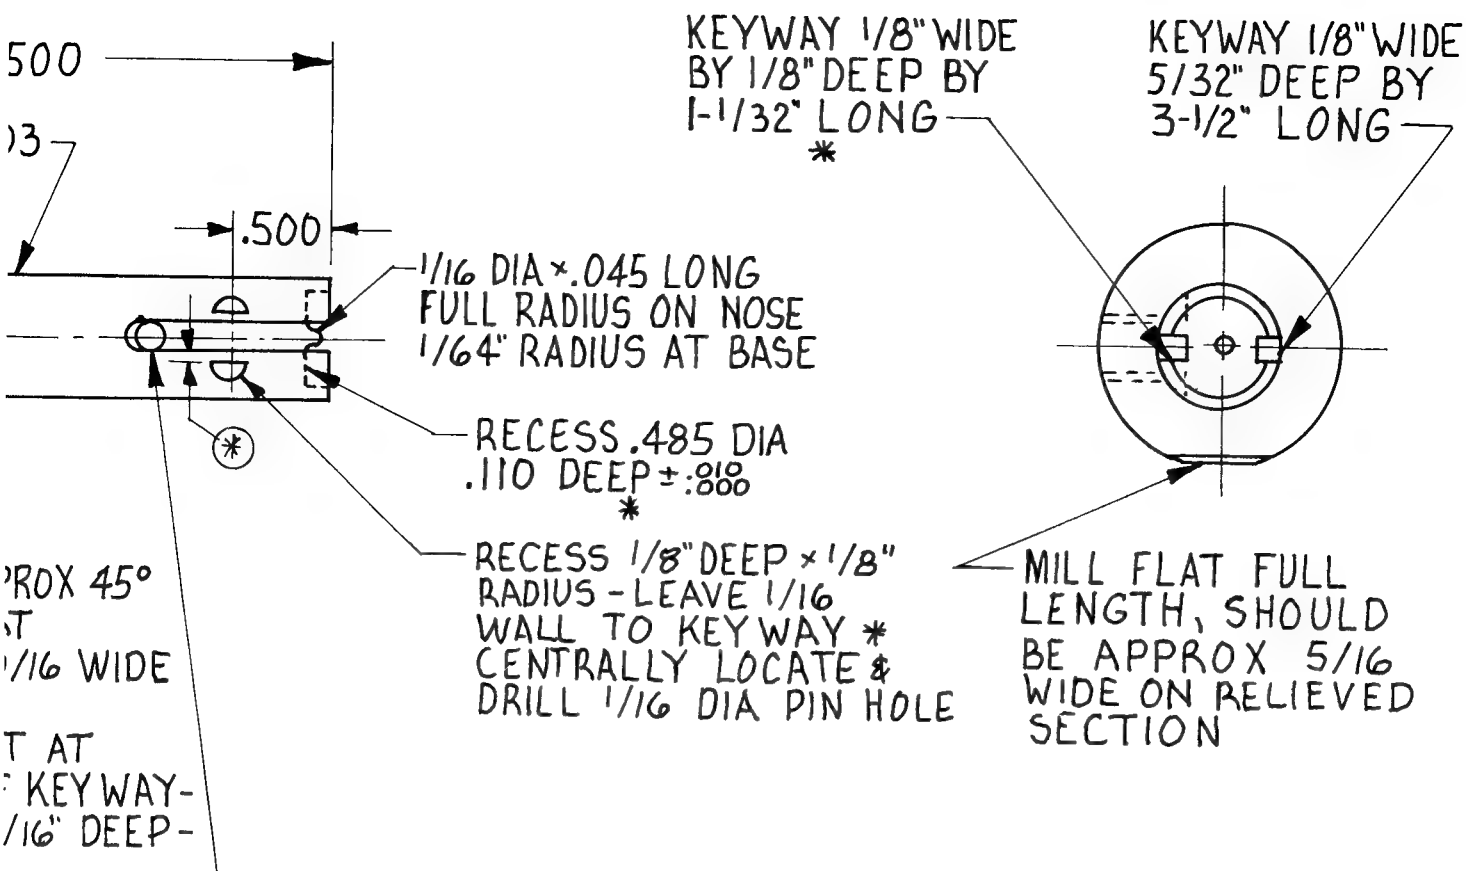 500
.500
1/16 DIA × .045 LONG
FULL RADIUS ON NOSE
1/64" RADIUS AT BASE
RECESS .485 DIA
.110 DEEP ± .010
.000
*
*
RECESS 1/8" DEEP × 1/8"
RADIUS - LEAVE 1/16
WALL TO KEYWAY *
CENTRALLY LOCATE &
DRILL 1/16 DIA PIN HOLE
45°
/16 WIDE
T AT
KEYWAY-
/16" DEEP-
KEYWAY 1/8" WIDE
BY 1/8" DEEP BY
1-1/32" LONG
*
KEYWAY 1/8" WIDE
5/32" DEEP BY
3-1/2" LONG
MILL FLAT FULL
LENGTH, SHOULD
BE APPROX 5/16
WIDE ON RELIEVED
SECTION